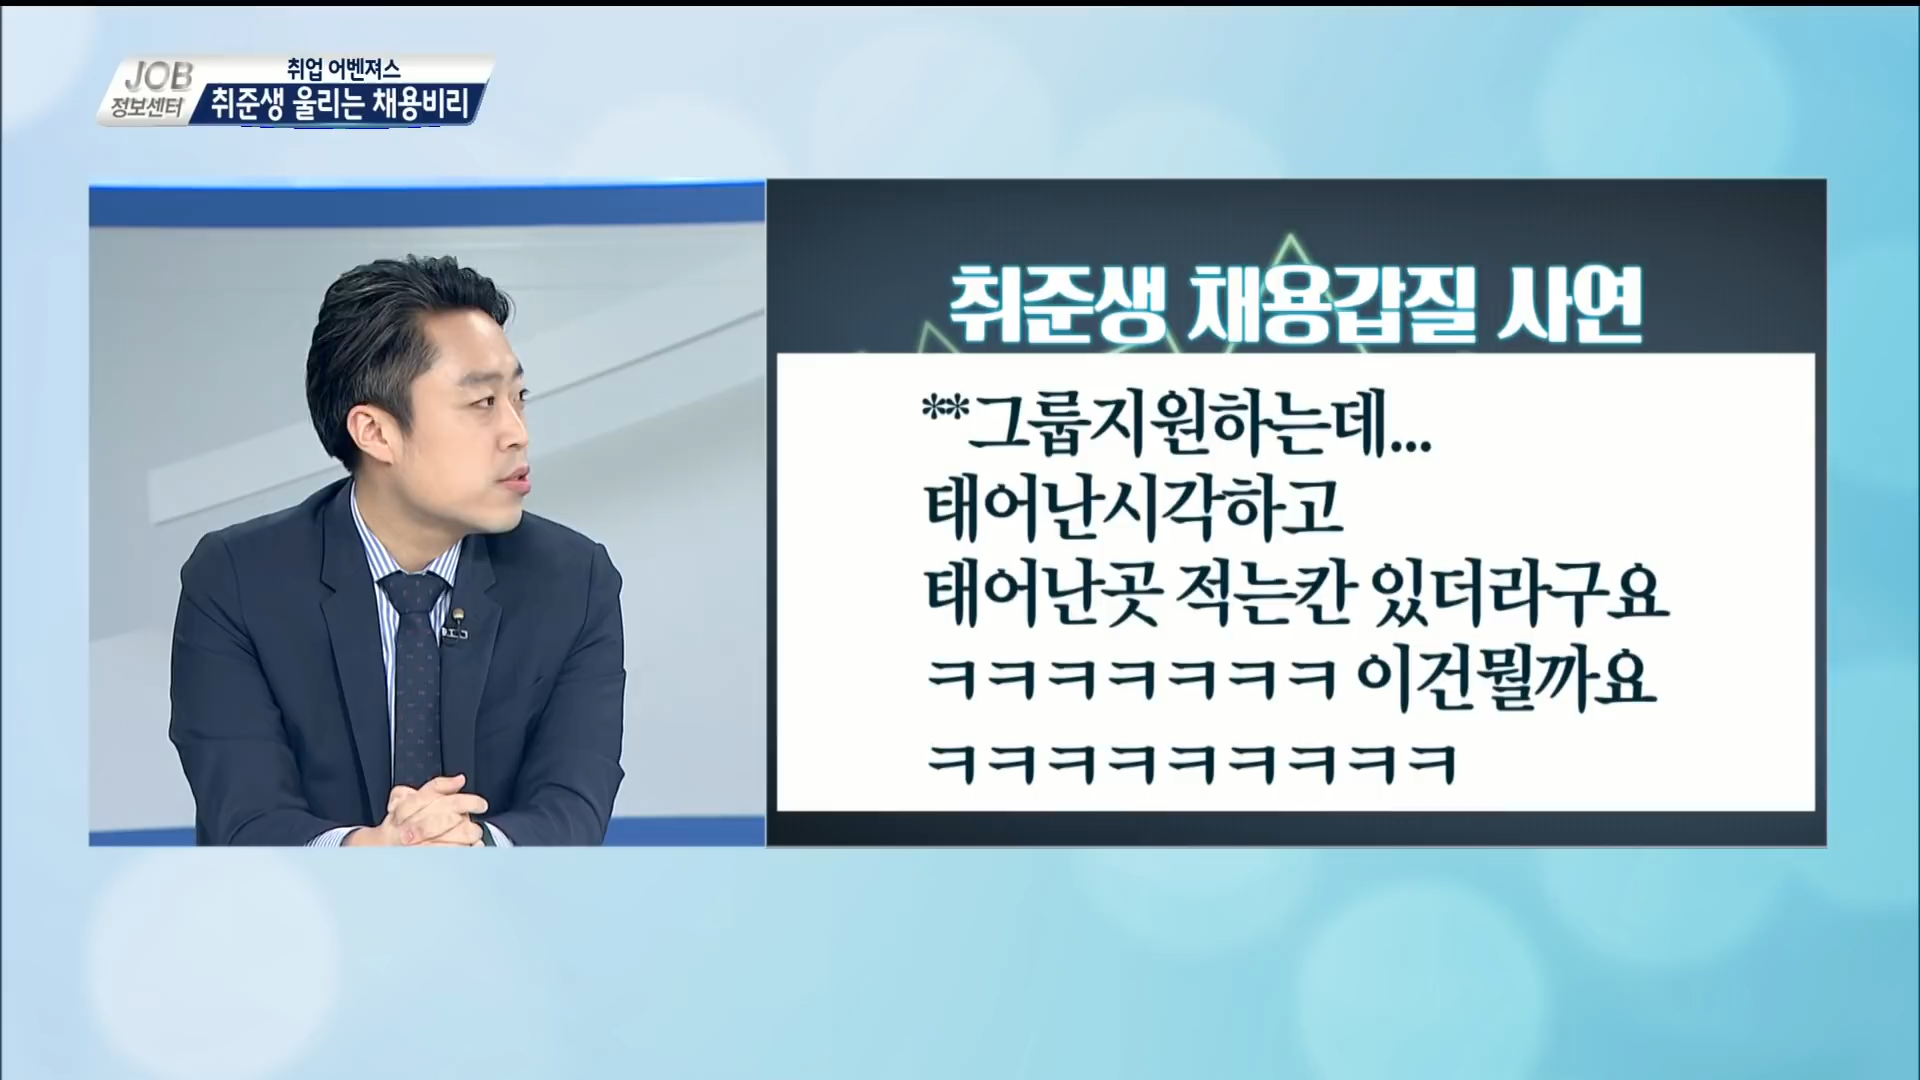 JOB
정보센터
취업 어벤져스
취준생 울리는 채용비리
취준생 채용갑질 사연
**그룹지원하는데...
태어난시각하고
태어난곳 적는칸 있더라구요
ㅋㅋㅋㅋㅋㅋㅋ 이건뭘까요
ㅋㅋㅋㅋㅋㅋㅋㅋㅋ